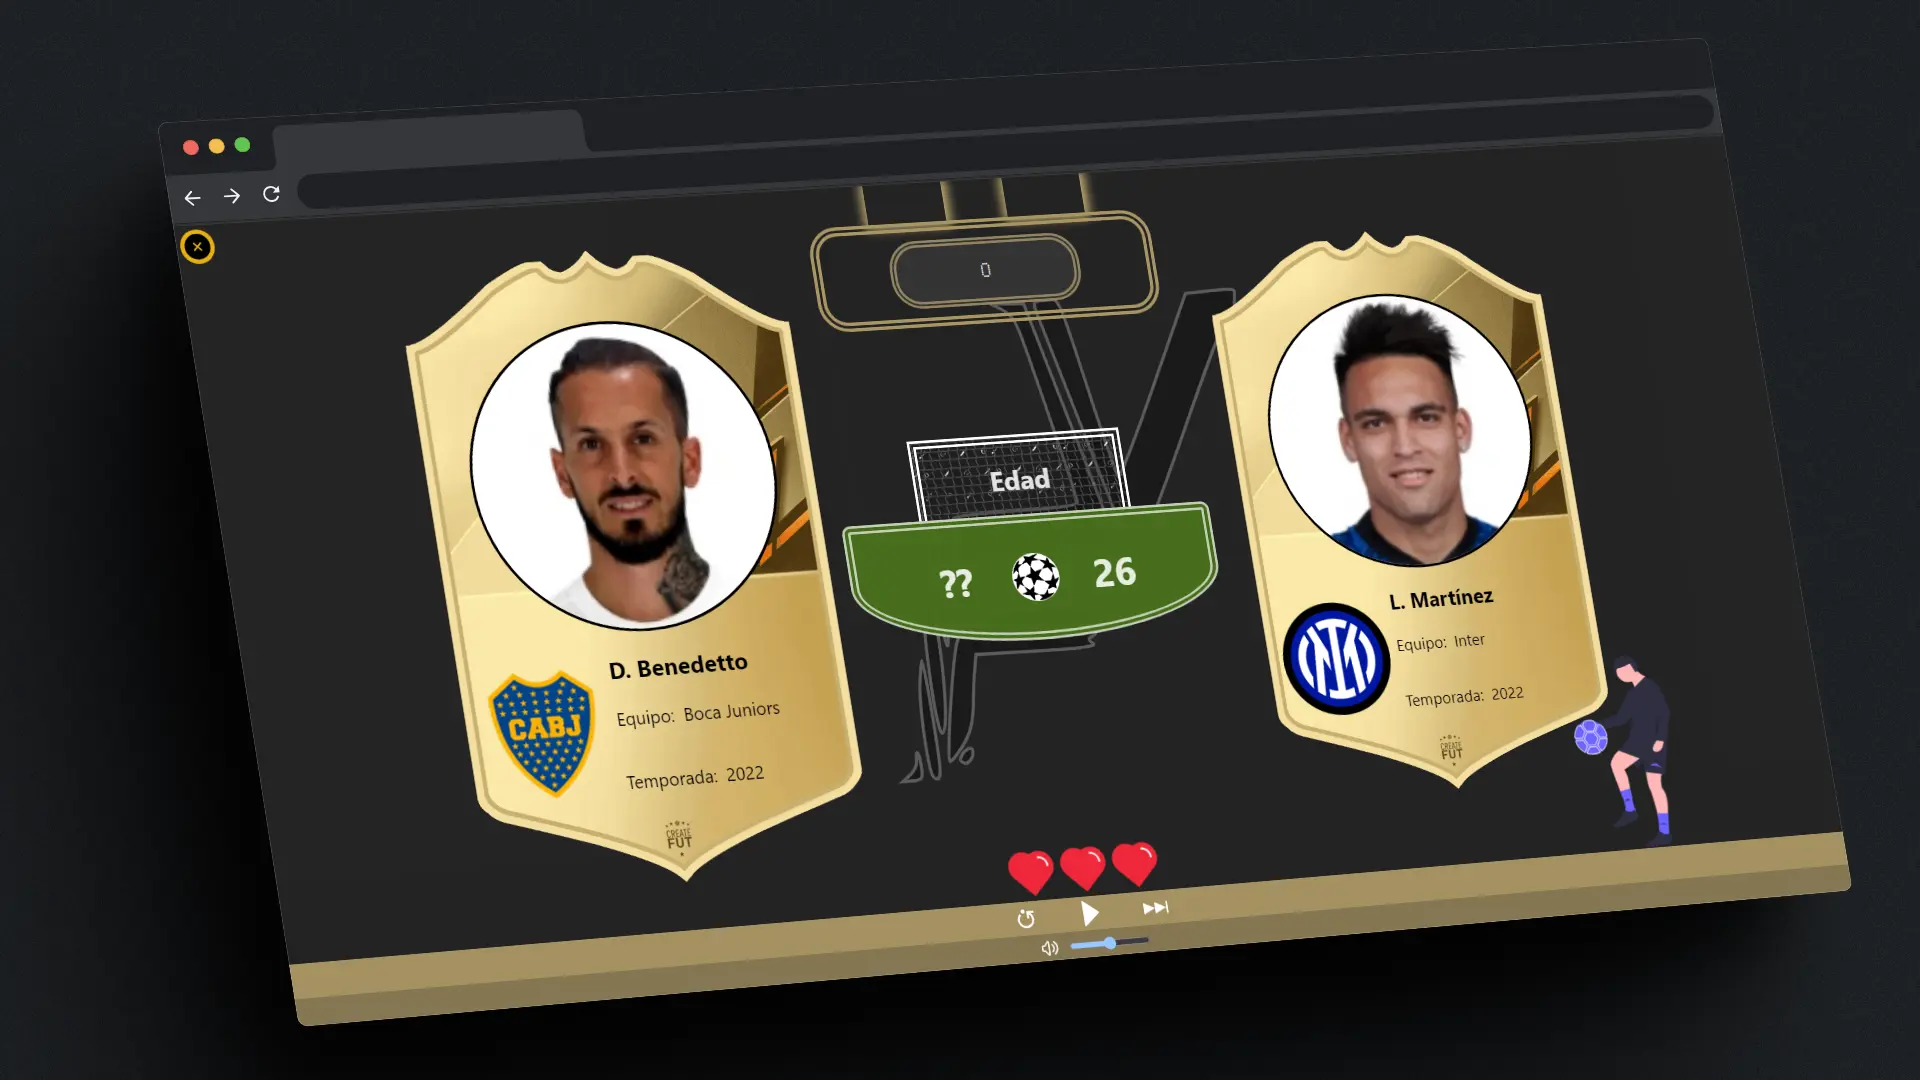 0
Edad
?? 26
D. Benedetto
CABJ
Equipo: Boca Juniors
Temporada: 2022
CREATE
FUT
L. Martínez
Equipo: Inter
Temporada: 2022
CREATE
FUT